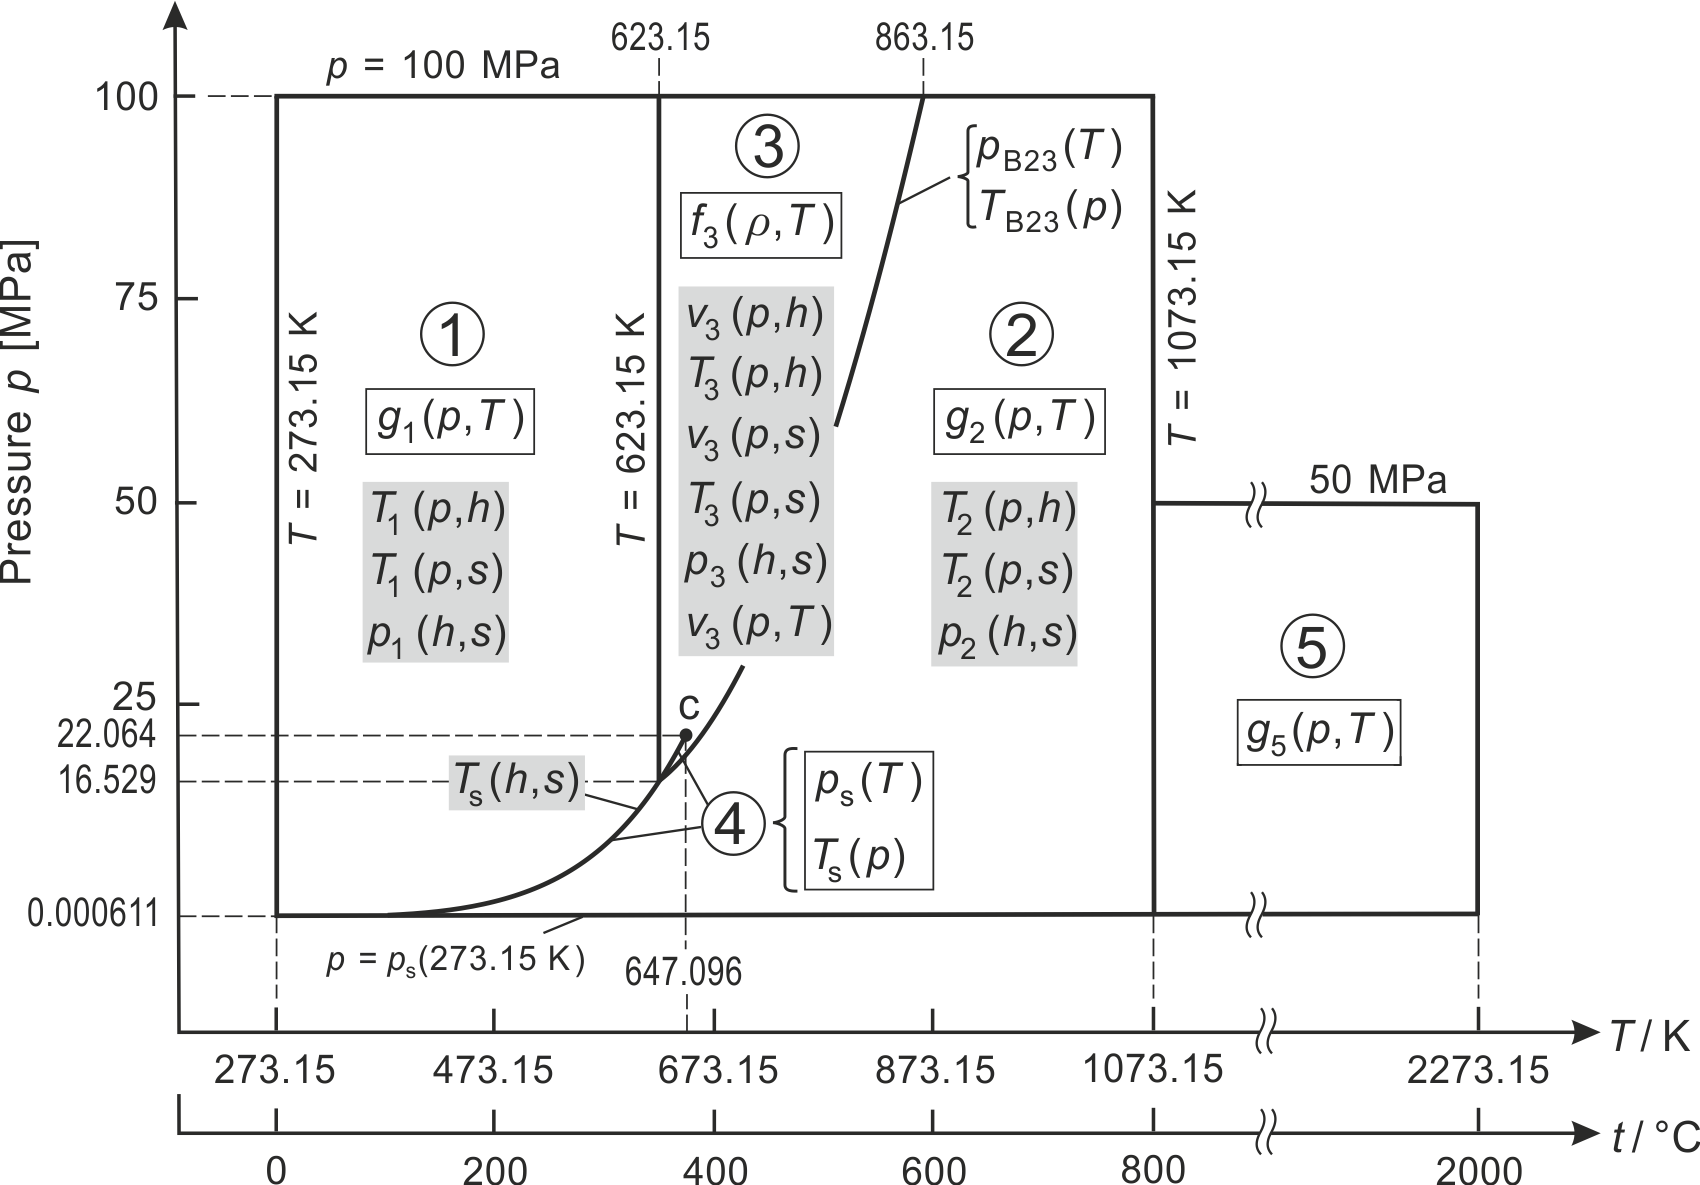 623.15
863.15
p = 100 MPa
100
75
50
25
22.064
16.529
0.000611
Pressure p [MPa]
T = 273.15 K
1
g1(p,T)
T1(p,h)
T1(p,s)
p1(h,s)
T = 623.15 K
3
f3(ρ,T)
v3(p,h)
T3(p,h)
v3(p,s)
T3(p,s)
p3(h,s)
v3(p,T)
pB23(T)
TB23(p)
2
g2(p,T)
T2(p,h)
T2(p,s)
p2(h,s)
T = 1073.15 K
50 MPa
5
g5(p,T)
c
Ts(h,s)
4
ps(T)
Ts(p)
p = ps(273.15 K)
647.096
T / K
273.15 473.15 673.15 873.15 1073.15 2273.15
t / °C
0 200 400 600 800 2000